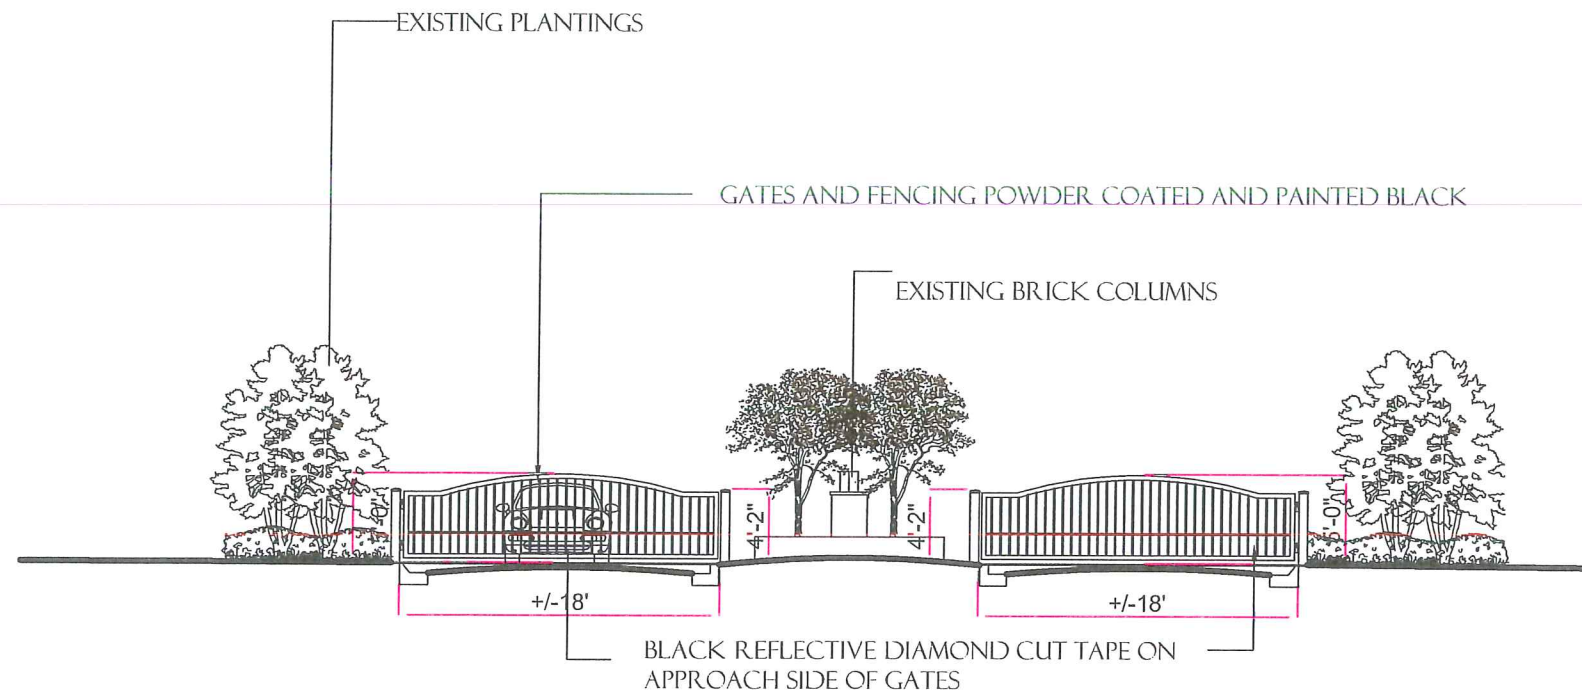 EXISTING PLANTINGS
GATES AND FENCING POWDER COATED AND PAINTED BLACK
EXISTING BRICK COLUMNS
4'-2"
4'-2"
5'-0"
+/-18'
+/-18'
BLACK REFLECTIVE DIAMOND CUT TAPE ON
APPROACH SIDE OF GATES